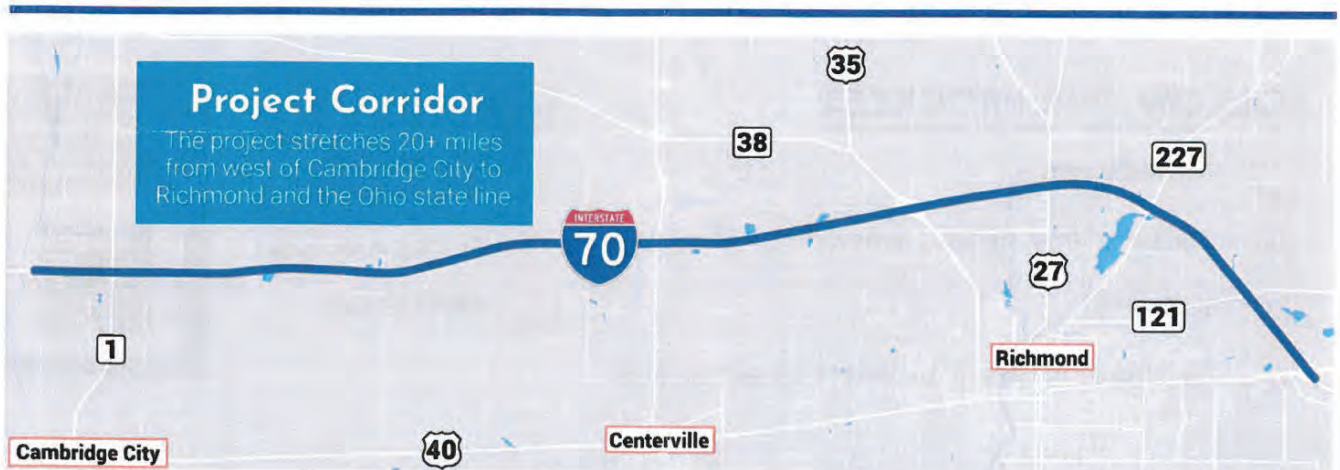 Project Corridor
The project stretches 20+ miles
from west of Cambridge City to
Richmond and the Ohio state line
35
38
227
INTERSTATE
70
27
121
1
Richmond
Centerville
40
Cambridge City